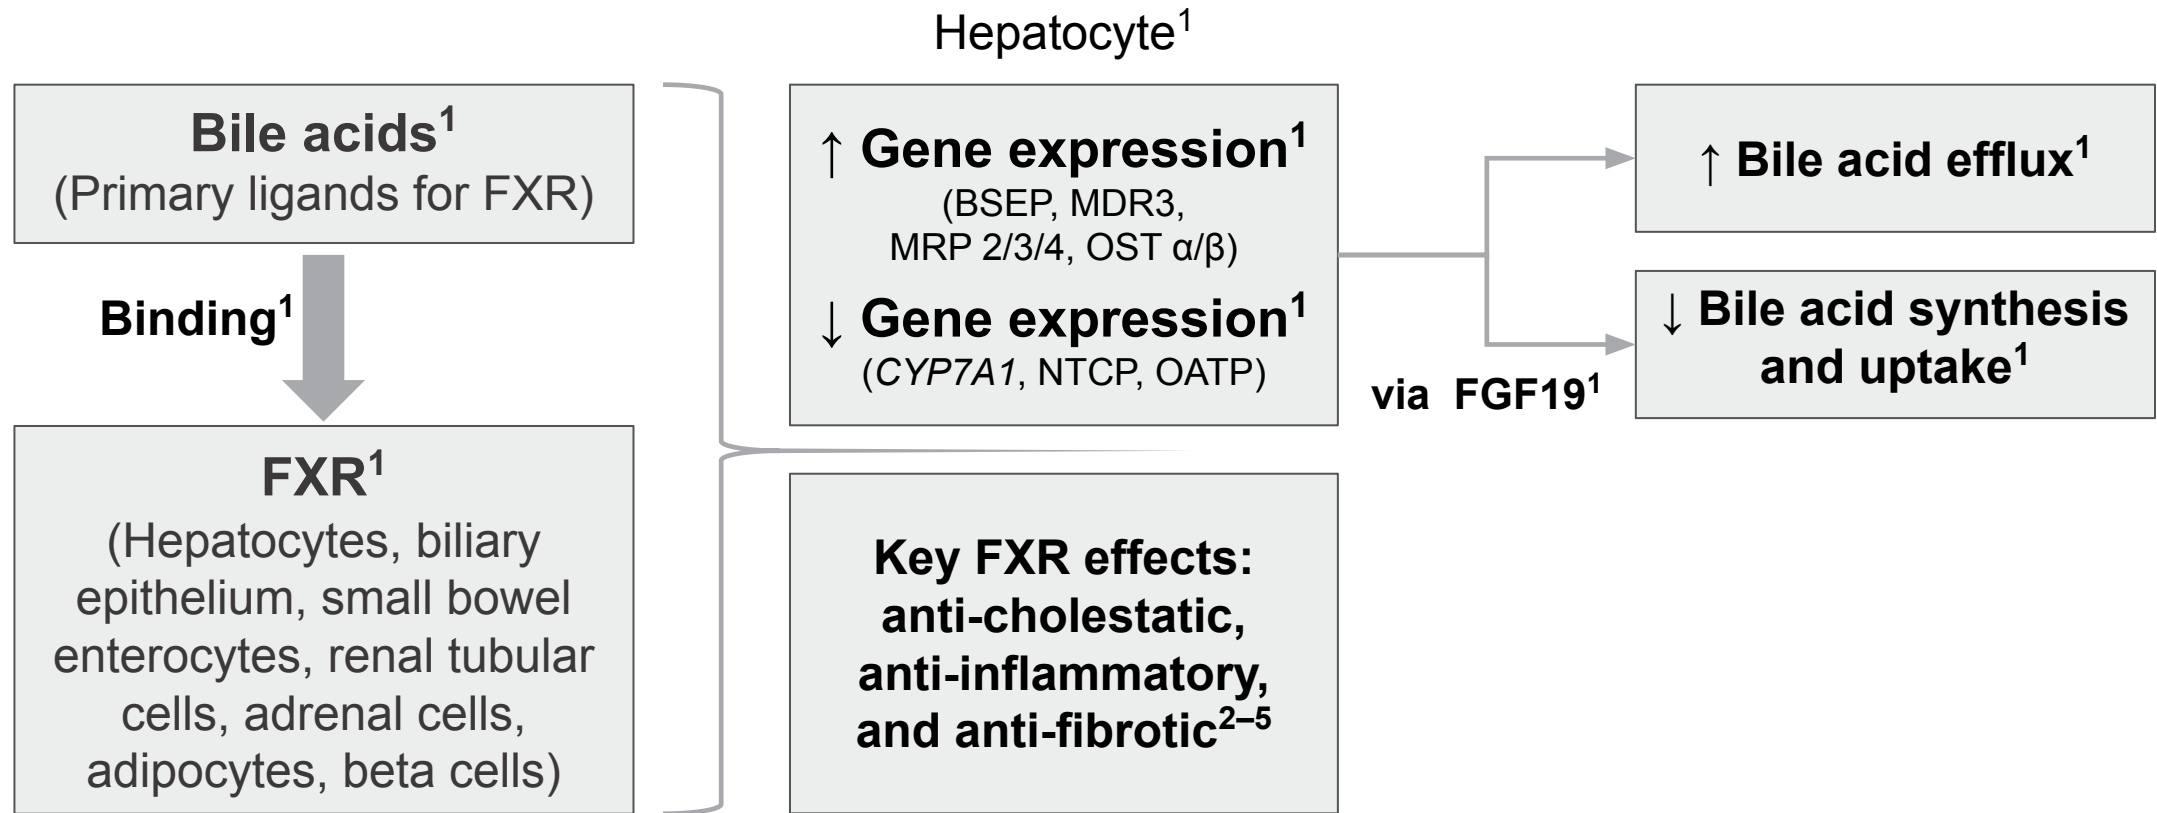 Hepatocyte¹
Bile acids¹
(Primary ligands for FXR)
Binding¹
FXR¹
(Hepatocytes, biliary
epithelium, small bowel
enterocytes, renal tubular
cells, adrenal cells,
adipocytes, beta cells)
↑ Gene expression¹
(BSEP, MDR3,
MRP 2/3/4, OST α/β)
↓ Gene expression¹
(CYP7A1, NTCP, OATP)
Key FXR effects:
anti-cholestatic,
anti-inflammatory,
and anti-fibrotic²⁻⁵
↑ Bile acid efflux¹
↓ Bile acid synthesis
and uptake¹
via FGF19¹